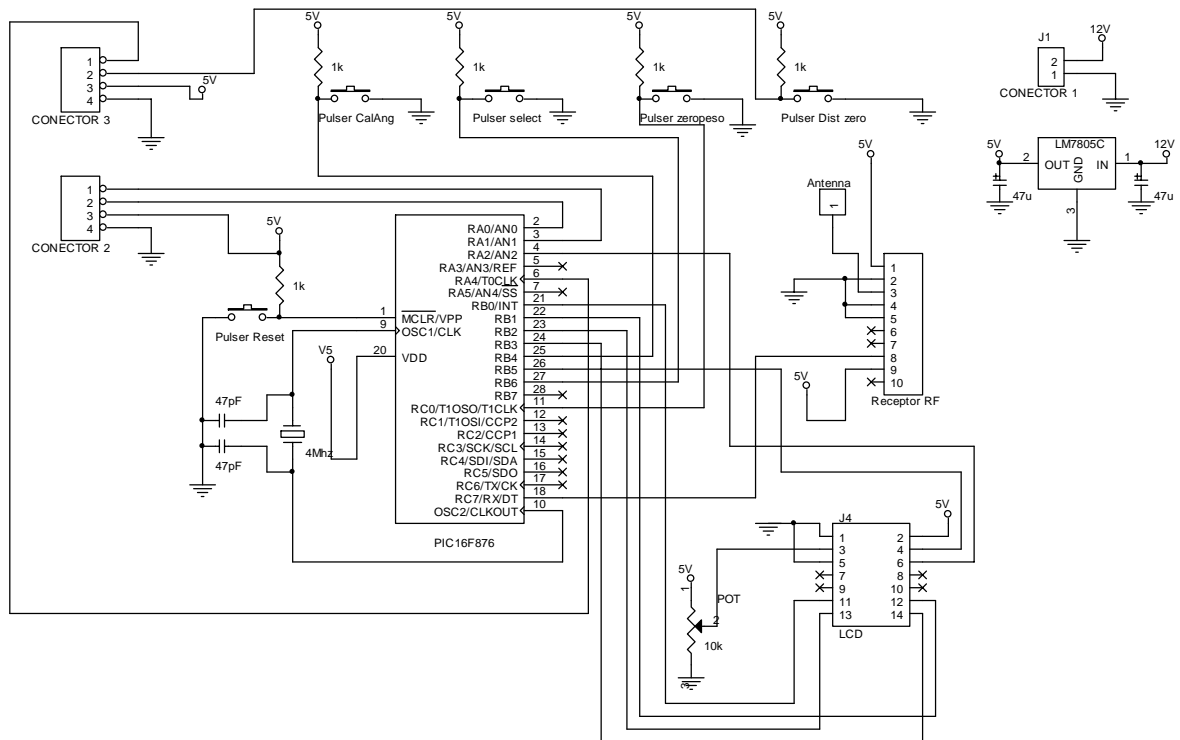 5V
5V
5V
5V
1k
1k
1k
1k
Pulser CalAng
Pulser select
Pulser zeropeso
Pulser Dist zero
1
2
3
4
5V
CONECTOR 3
J1
12V
2
1
CONECTOR 1
5V
LM7805C
12V
2
OUT
GND
IN
1
3
47u
47u
1
2
3
4
CONECTOR 2
5V
1k
Pulser Reset
V5
47pF
47pF
4Mhz
1
MCLR/VPP
9
OSC1/CLK
20
VDD
RA0/AN0 2
RA1/AN1 3
RA2/AN2 4
RA3/AN3/REF 5
RA4/T0CLK 6
RA5/AN4/SS 7
RB0/INT 21
RB1 22
RB2 23
RB3 24
RB4 25
RB5 26
RB6 27
RB7 28
RC0/T1OSO/T1CLK 11
RC1/T1OSI/CCP2 12
RC2/CCP1 13
RC3/SCK/SCL 14
RC4/SDI/SDA 15
RC5/SDO 16
RC6/TX/CK 17
RC7/RX/DT 18
OSC2/CLKOUT 10
PIC16F876
5V
Antenna
1
1
2
3
4
5
6
7
8
9
10
5V
Receptor RF
5V
J4
1 2
3 4
5 6
7 8
9 10
11 12
13 14
LCD
5V
1
POT
2
10k
3